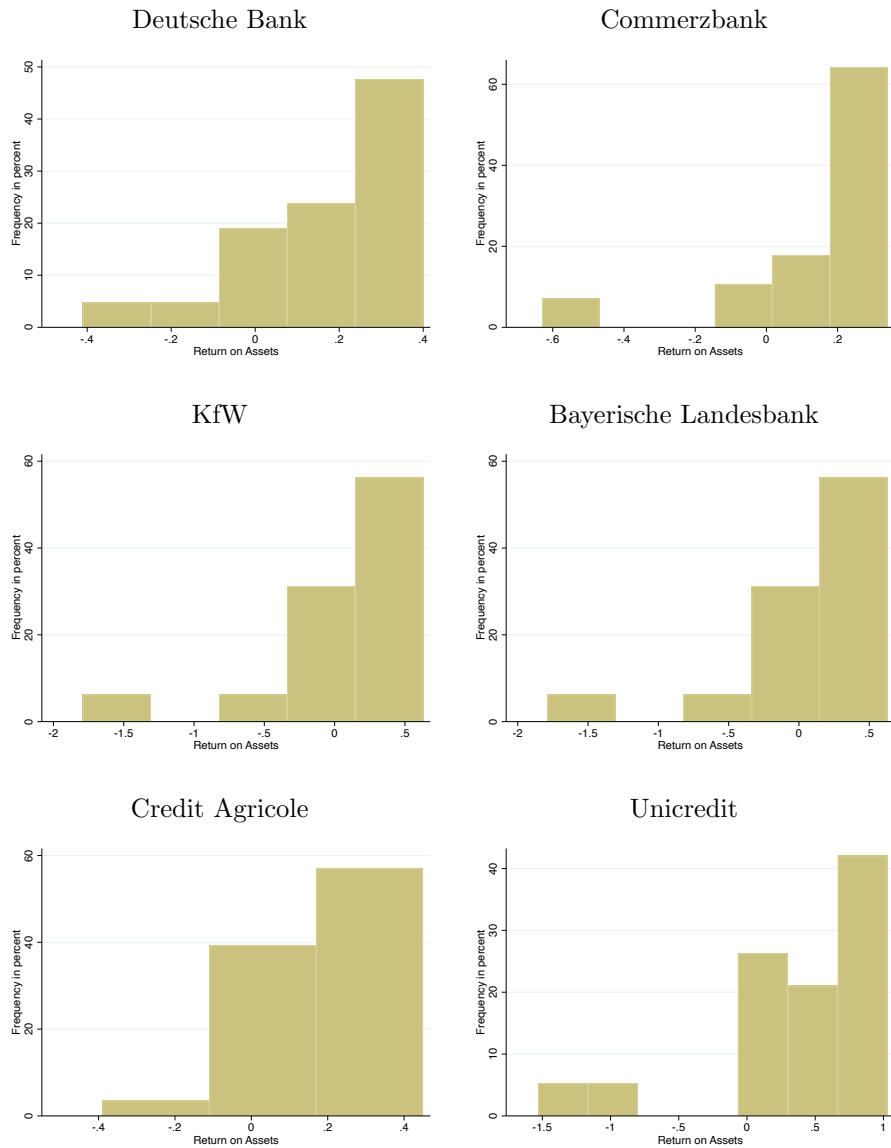 Deutsche Bank
Frequency in percent
0 10 20 30 40 50
-.4 -.2 0 .2 .4
Return on Assets
Commerzbank
Frequency in percent
0 20 40 60
-.6 -.4 -.2 0 .2
Return on Assets
KfW
Frequency in percent
0 20 40 60
-2 -1.5 -1 -.5 0 .5
Return on Assets
Bayerische Landesbank
Frequency in percent
0 20 40 60
-2 -1.5 -1 -.5 0 .5
Return on Assets
Credit Agricole
Frequency in percent
0 20 40 60
-.4 -.2 0 .2 .4
Return on Assets
Unicredit
Frequency in percent
0 10 20 30 40
-1.5 -1 -.5 0 .5 1
Return on Assets